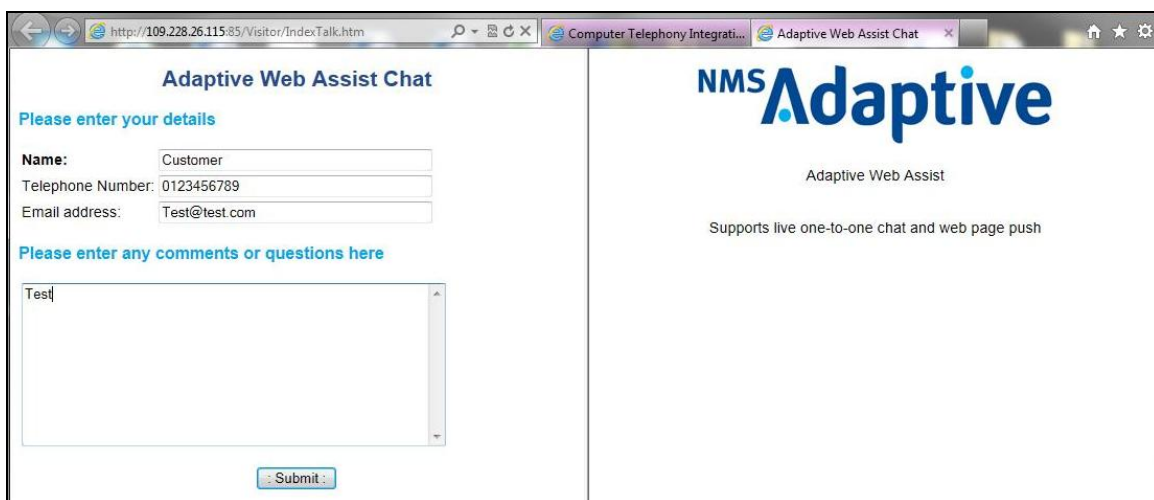 http://109.228.26.115:85/Visitor/IndexTalk.htm
Computer Telephony Integrati...
Adaptive Web Assist Chat
Adaptive Web Assist Chat
Please enter your details
Name: Customer
Telephone Number: 0123456789
Email address: Test@test.com
Please enter any comments or questions here
Test
: Submit :
NMS Adaptive
Adaptive Web Assist
Supports live one-to-one chat and web page push